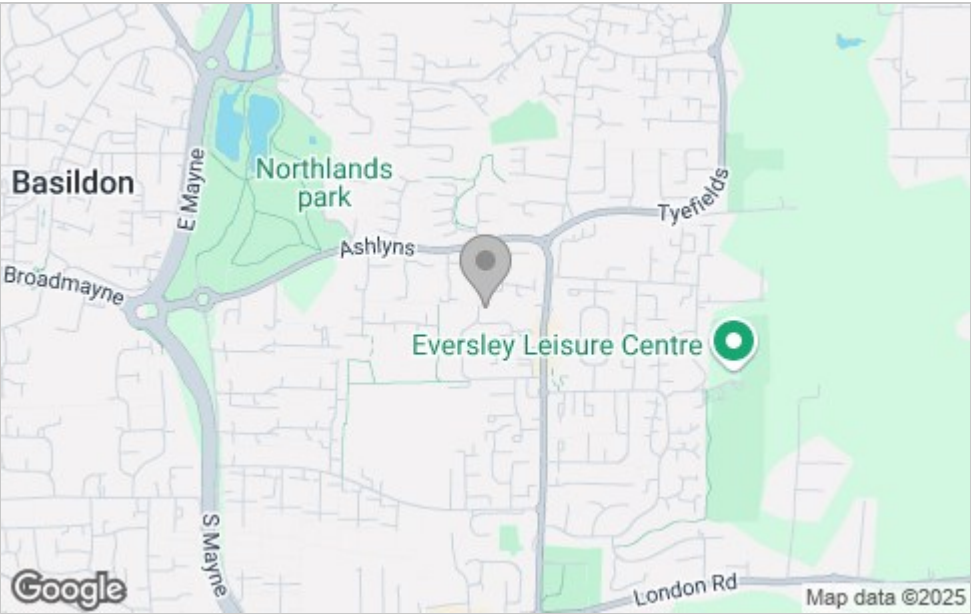 Basildon
E Mayne
Northlands
park
Tyefields
Ashlyns
Broadmayne
Eversley Leisure Centre
S Mayne
London Rd
Google
Map data ©2025